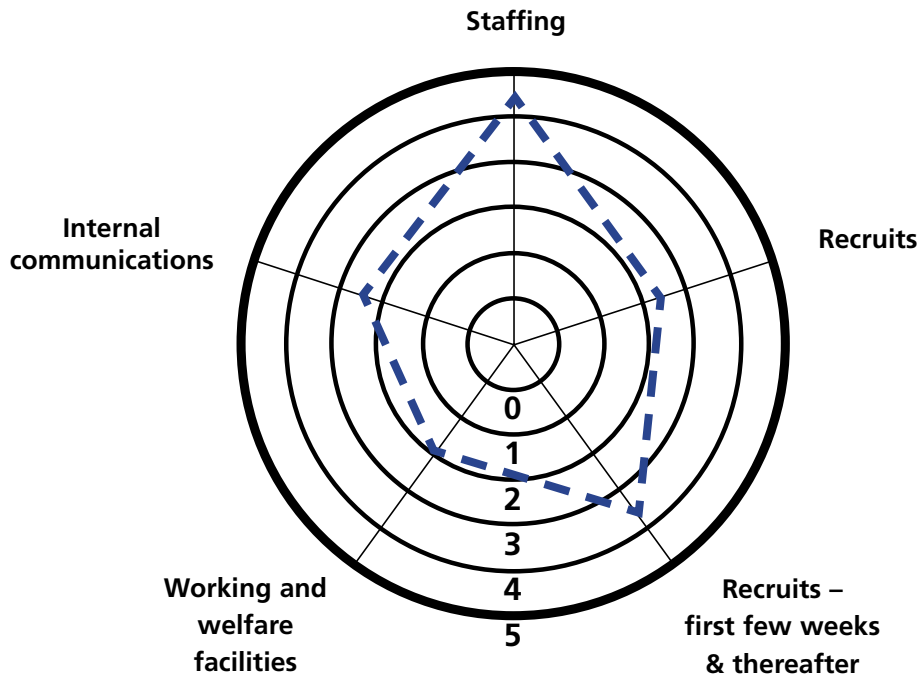 Staffing
Internal
communications
Recruits
0
1
2
3
4
5
Working and
welfare
facilities
Recruits –
first few weeks
& thereafter